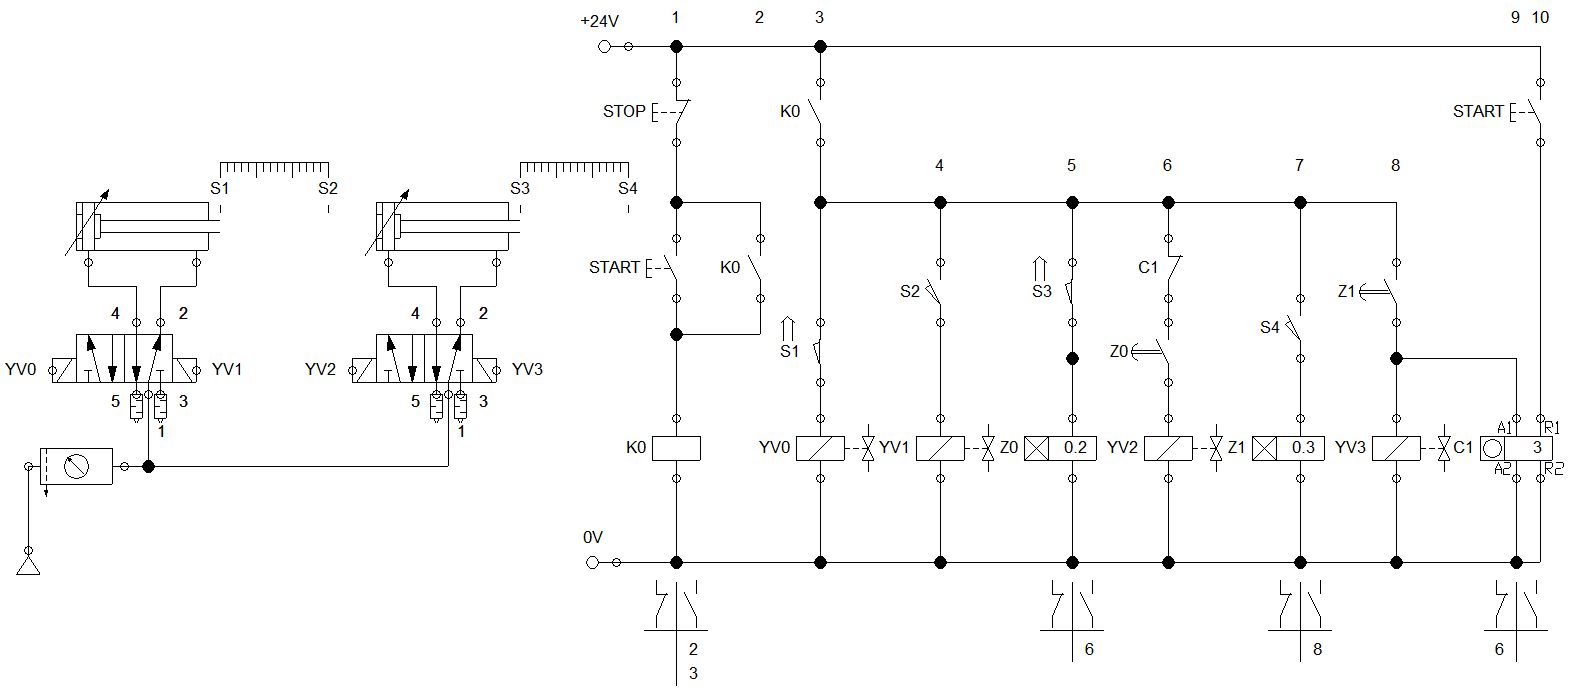 1 2 3 9 10
+24V
STOP K0 START
4 5 6 7 8
S1 S2 S3 S4
START K0 S3 C1
S2 Z1
4 2 4 2
S1 Z0 S4
YV0 YV1 YV2 YV3
5 3 5 3
1 1
A1 R1
K0 YV0 YV1 Z0 0.2 YV2 Z1 0.3 YV3 C1 3
A2 R2
0V
2 6 8 6
3